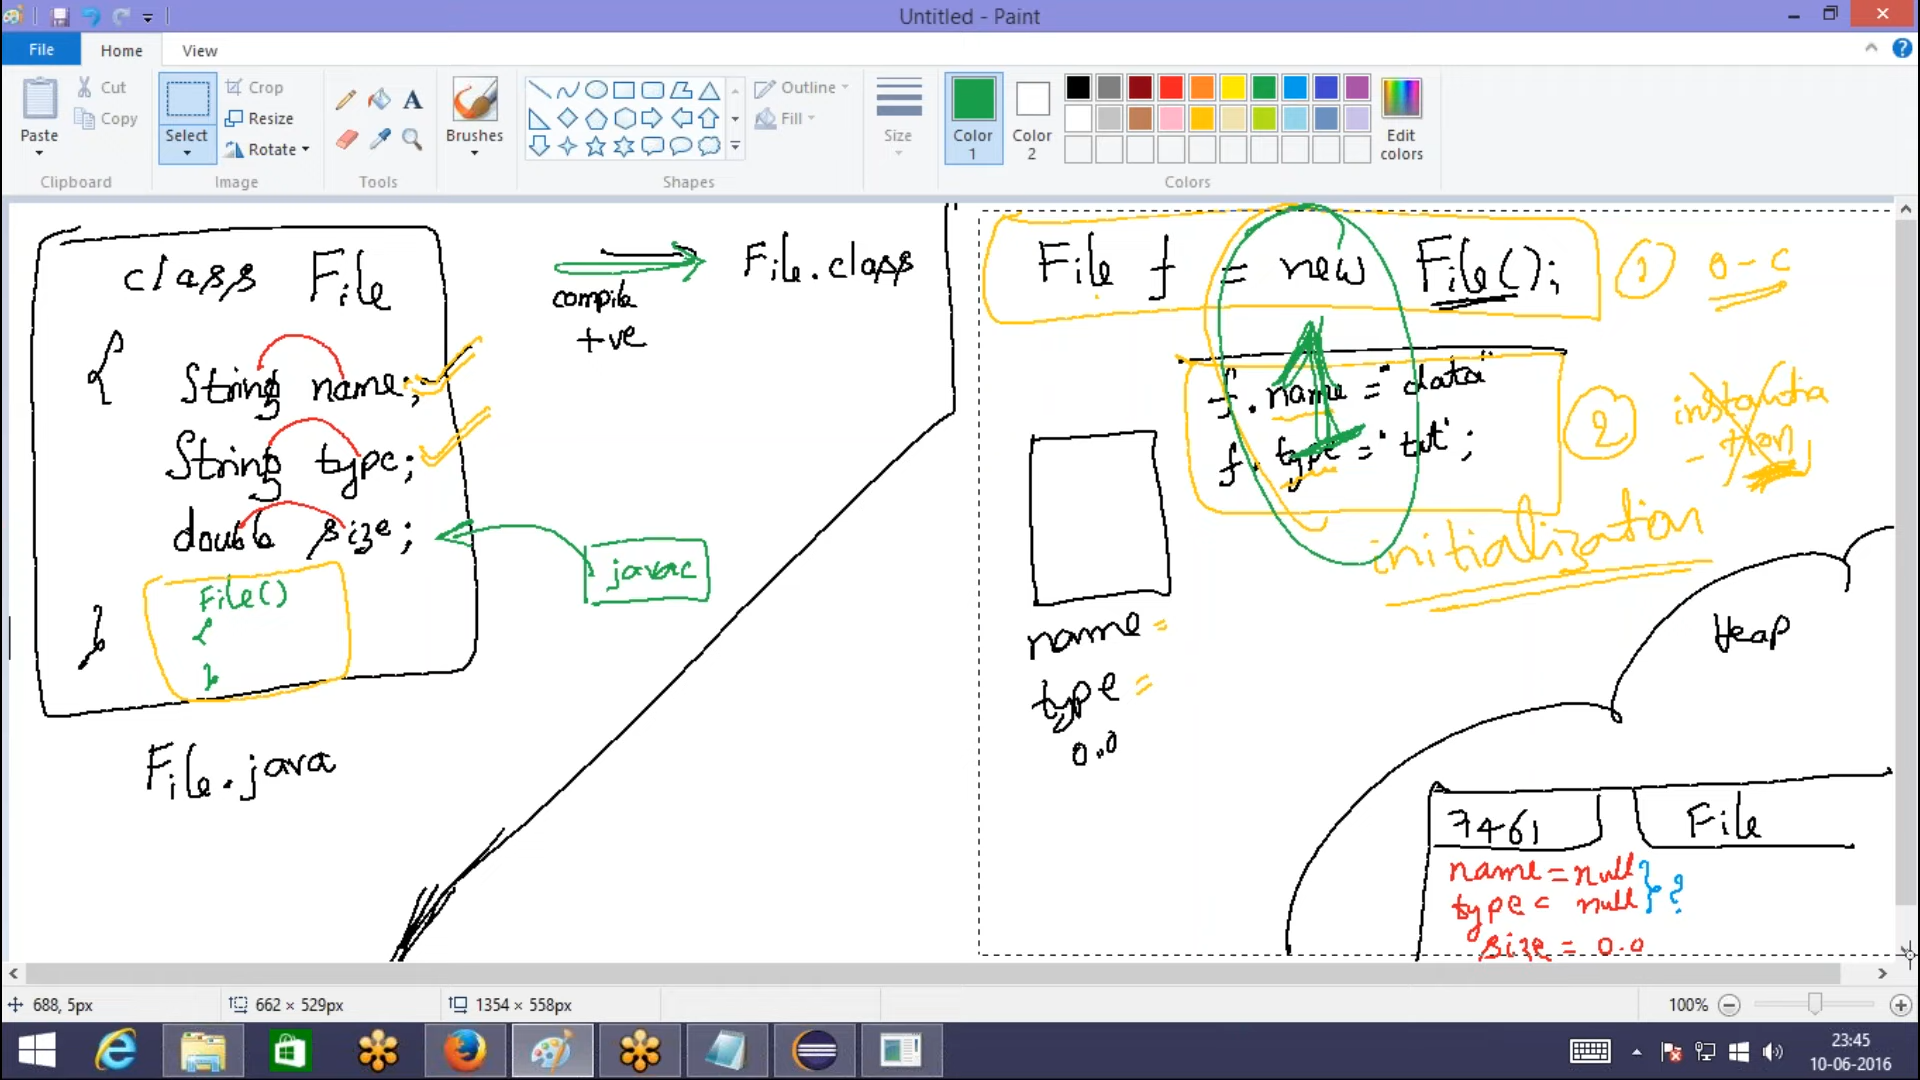 Untitled - Paint
File
Home
View
Paste
Cut
Copy
Clipboard
Select
Crop
Resize
Rotate
Image
A
Tools
Brushes
Shapes
Outline
Fill
Size
Color 1
Color 2
Edit colors
Colors
class File
{
String name;
String type;
double size;
File()
{
}
}
File.java
compile
+ve
File.class
javac
File f = new File();
1
o-c
f.name="data"
f.type="txt";
2
instantia
-tion
initialization
name=
type=
0.0
Heap
7461
File
name=null
type= null
} ?
size = 0.0
688, 5px
662 × 529px
1354 × 558px
100%
23:45
10-06-2016